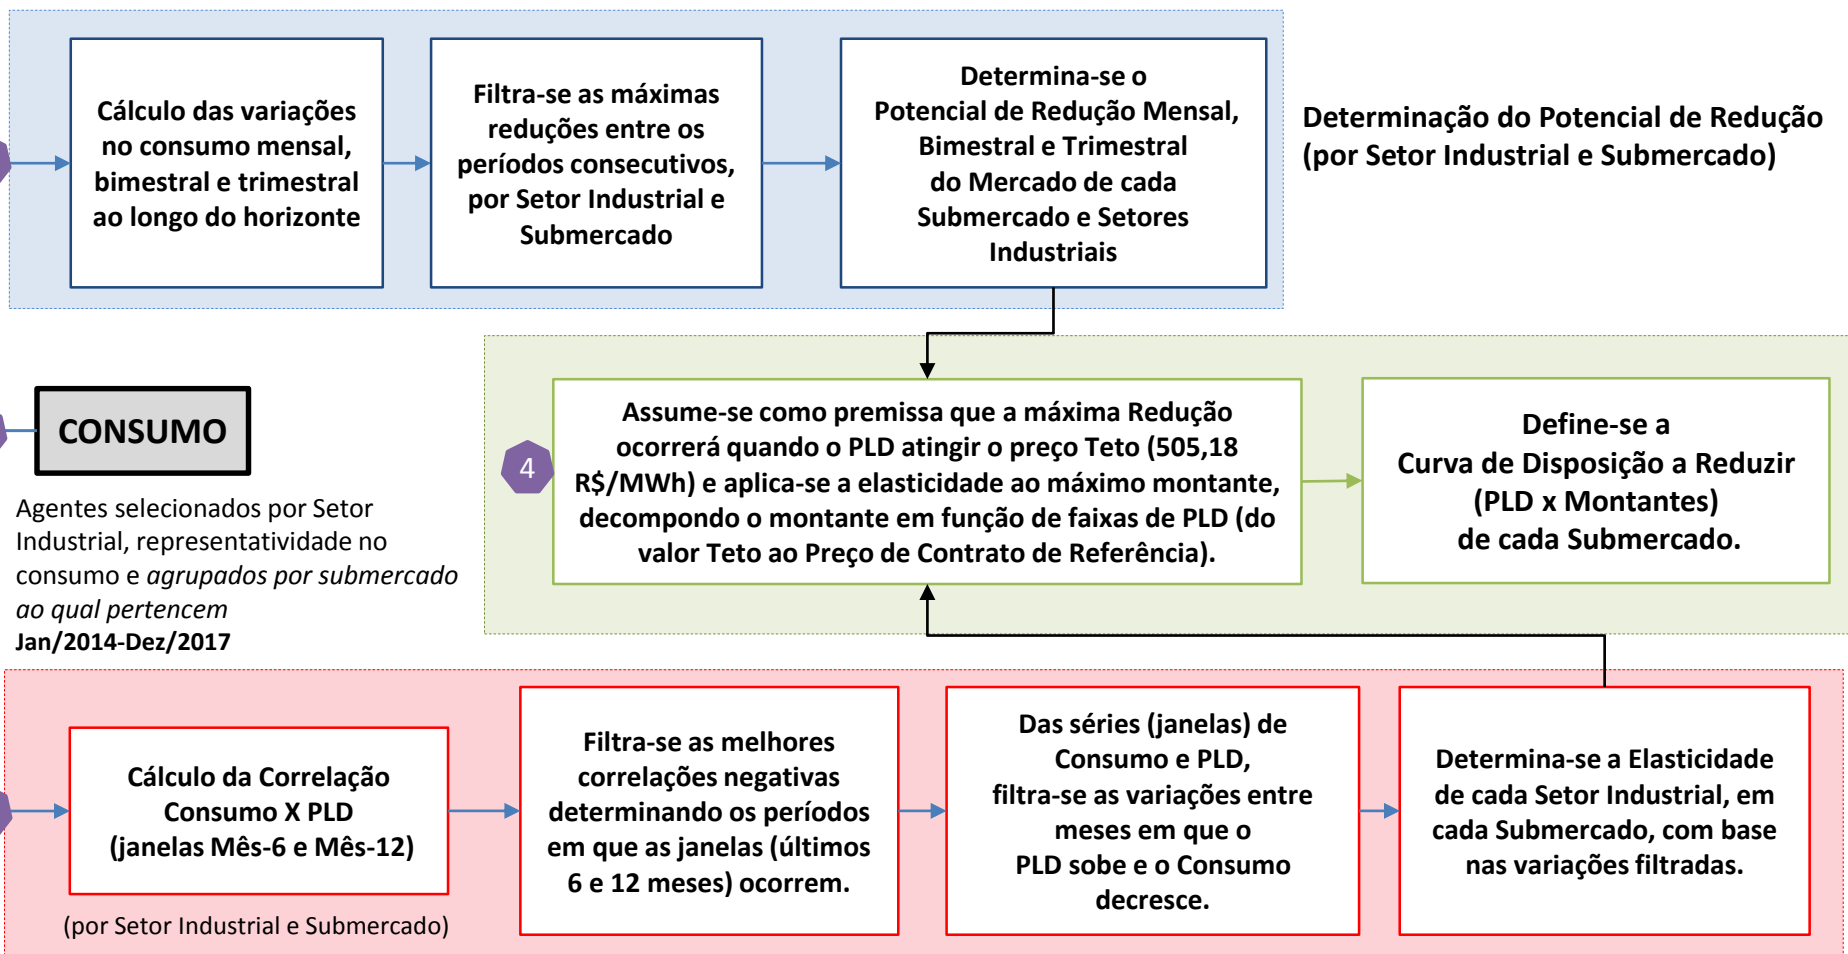 Cálculo das variações
no consumo mensal,
bimestral e trimestral
ao longo do horizonte
Filtra-se as máximas
reduções entre os
períodos consecutivos,
por Setor Industrial e
Submercado
Determina-se o
Potencial de Redução Mensal,
Bimestral e Trimestral
do Mercado de cada
Submercado e Setores
Industriais
Determinação do Potencial de Redução
(por Setor Industrial e Submercado)
CONSUMO
Agentes selecionados por Setor
Industrial, representatividade no
consumo e agrupados por submercado
ao qual pertencem
Jan/2014-Dez/2017
4
Assume-se como premissa que a máxima Redução
ocorrerá quando o PLD atingir o preço Teto (505,18
R$/MWh) e aplica-se a elasticidade ao máximo montante,
decompondo o montante em função de faixas de PLD (do
valor Teto ao Preço de Contrato de Referência).
Define-se a
Curva de Disposição a Reduzir
(PLD x Montantes)
de cada Submercado.
Cálculo da Correlação
Consumo X PLD
(janelas Mês-6 e Mês-12)
(por Setor Industrial e Submercado)
Filtra-se as melhores
correlações negativas
determinando os períodos
em que as janelas (últimos
6 e 12 meses) ocorrem.
Das séries (janelas) de
Consumo e PLD,
filtra-se as variações entre
meses em que o
PLD sobe e o Consumo
decresce.
Determina-se a Elasticidade
de cada Setor Industrial, em
cada Submercado, com base
nas variações filtradas.